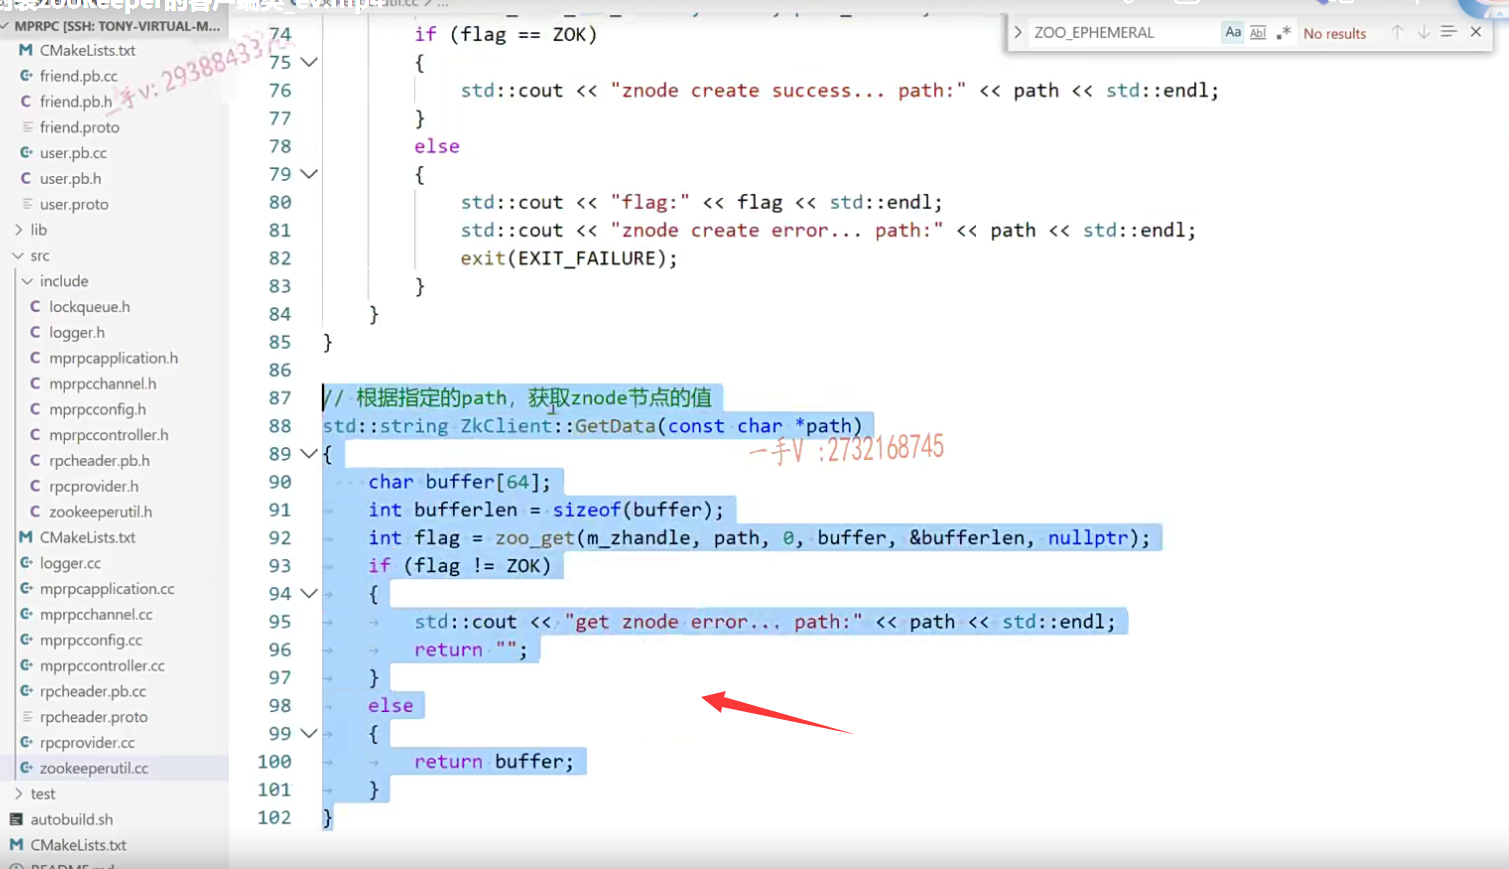 MPRPC [SSH: TONY-VIRTUAL-M...
CMakeLists.txt
friend.pb.cc
friend.pb.h
friend.proto
user.pb.cc
user.pb.h
user.proto
lib
src
include
lockqueue.h
logger.h
mprpcapplication.h
mprpcchannel.h
mprpcconfig.h
mprpccontroller.h
rpcheader.pb.h
rpcprovider.h
zookeeperutil.h
CMakeLists.txt
logger.cc
mprpcapplication.cc
mprpcchannel.cc
mprpcconfig.cc
mprpccontroller.cc
rpcheader.pb.cc
rpcheader.proto
rpcprovider.cc
zookeeperutil.cc
test
autobuild.sh
CMakeLists.txt
ZOO_EPHEMERAL Aa Abl .* No results
74 if (flag == ZOK)
75 {
76 std::cout << "znode create success... path:" << path << std::endl;
77 }
78 else
79 {
80 std::cout << "flag:" << flag << std::endl;
81 std::cout << "znode create error... path:" << path << std::endl;
82 exit(EXIT_FAILURE);
83 }
84 }
85 }
86
87 // 根据指定的path，获取znode节点的值
88 std::string ZkClient::GetData(const char *path)
89 {
90 char buffer[64];
91 int bufferlen = sizeof(buffer);
92 int flag = zoo_get(m_zhandle, path, 0, buffer, &bufferlen, nullptr);
93 if (flag != ZOK)
94 {
95 std::cout << "get znode error... path:" << path << std::endl;
96 return "";
97 }
98 else
99 {
100 return buffer;
101 }
102 }
一手V :2732168745